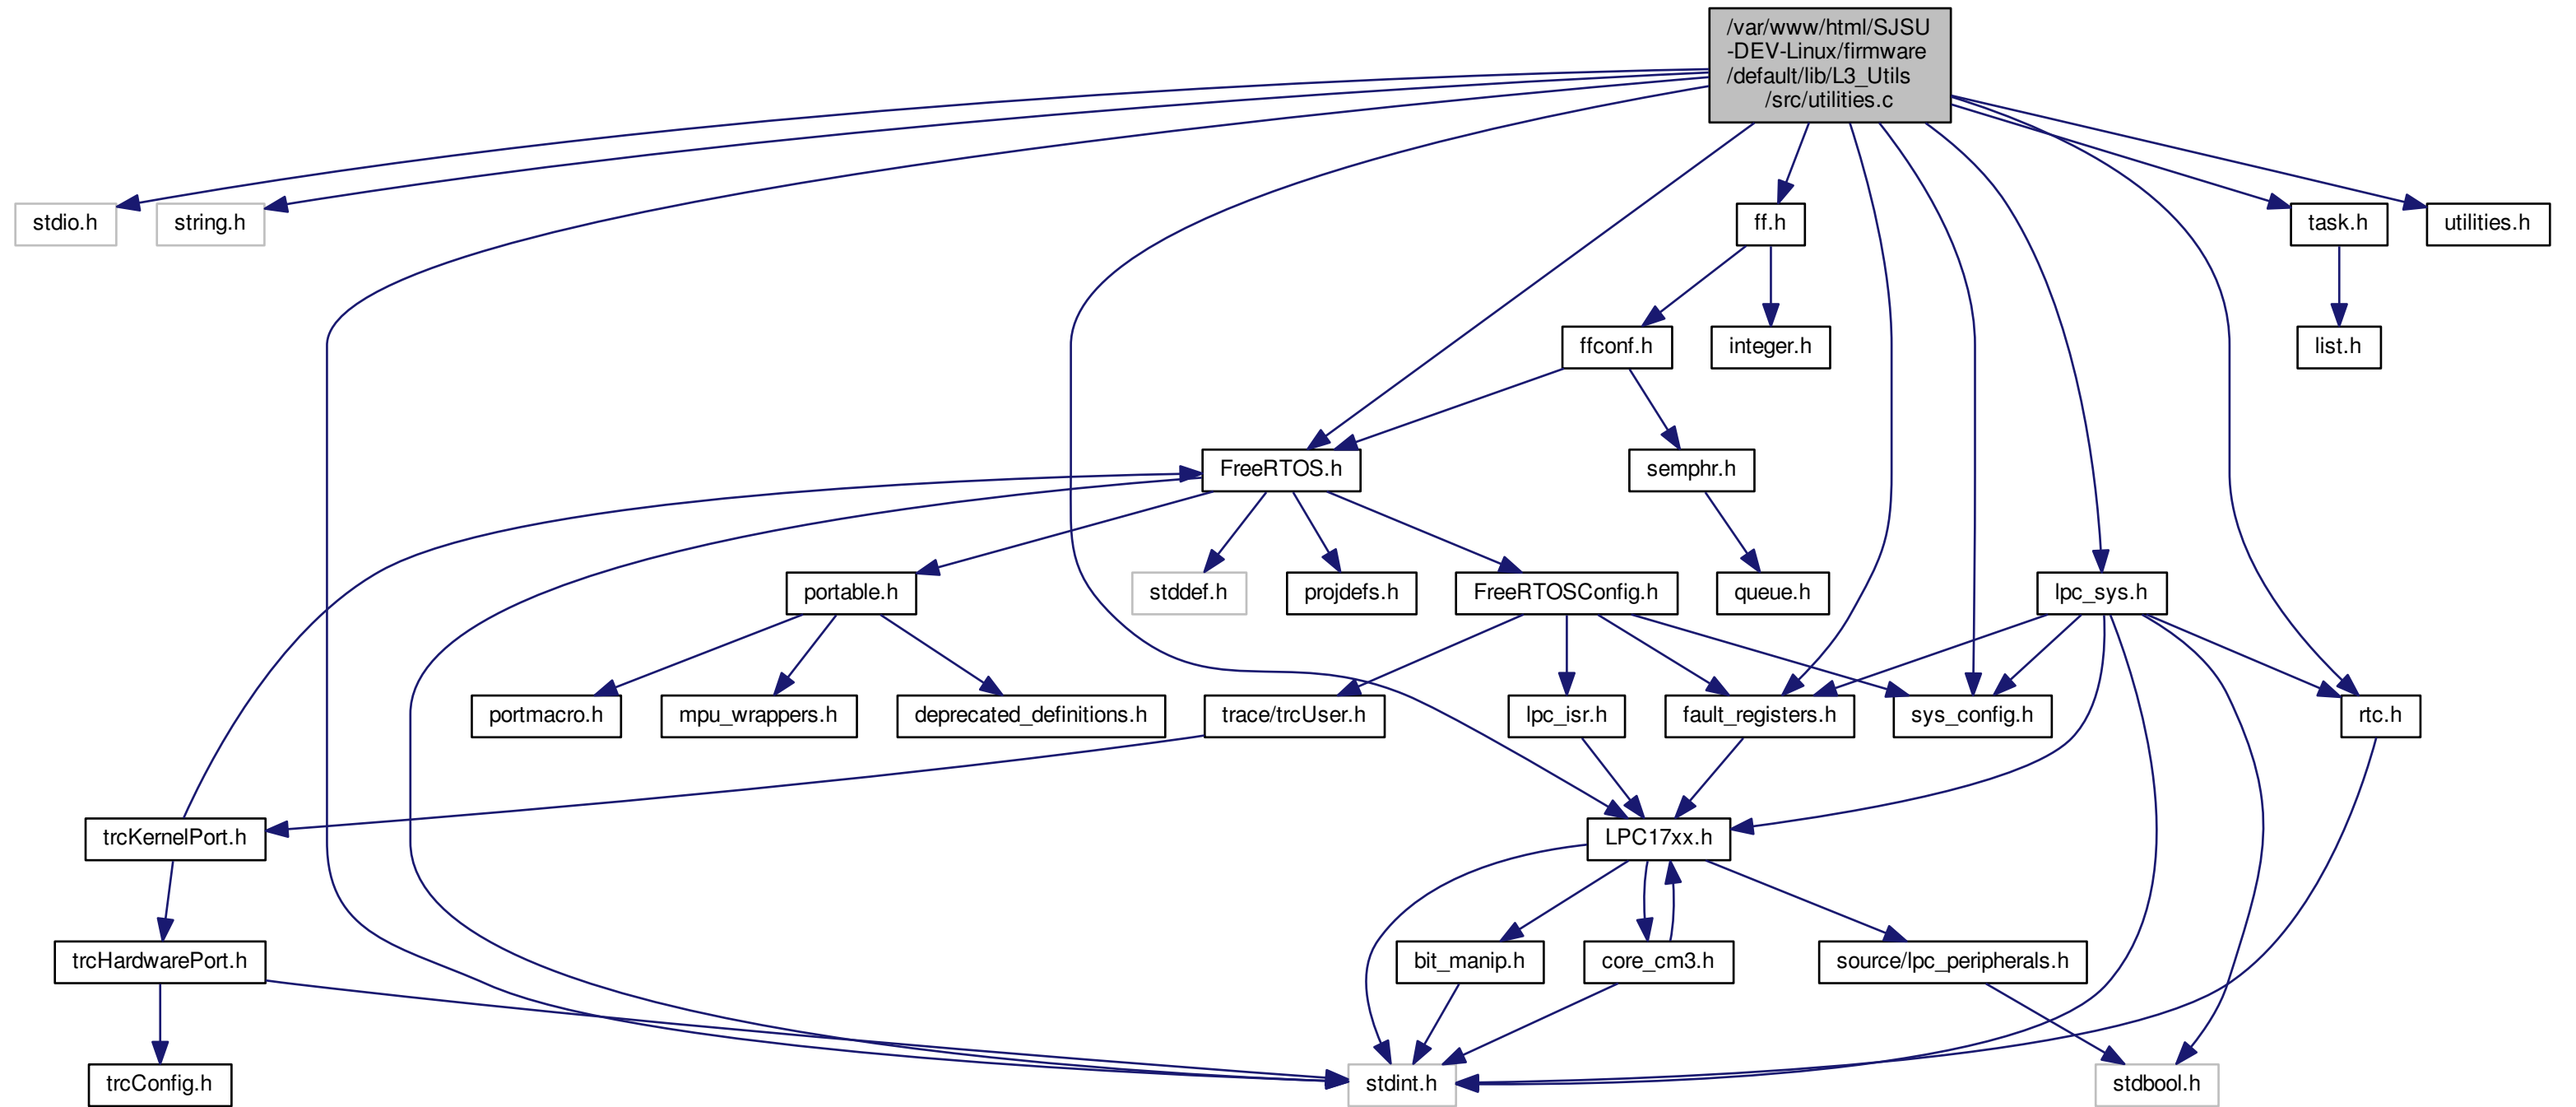 /var/www/html/SJSU
-DEV-Linux/firmware
/default/lib/L3_Utils
/src/utilities.c
stdio.h
string.h
ff.h
task.h
utilities.h
ffconf.h
integer.h
list.h
FreeRTOS.h
semphr.h
portable.h
stddef.h
projdefs.h
FreeRTOSConfig.h
queue.h
lpc_sys.h
portmacro.h
mpu_wrappers.h
deprecated_definitions.h
trace/trcUser.h
lpc_isr.h
fault_registers.h
sys_config.h
rtc.h
trcKernelPort.h
LPC17xx.h
trcHardwarePort.h
bit_manip.h
core_cm3.h
source/lpc_peripherals.h
trcConfig.h
stdint.h
stdbool.h